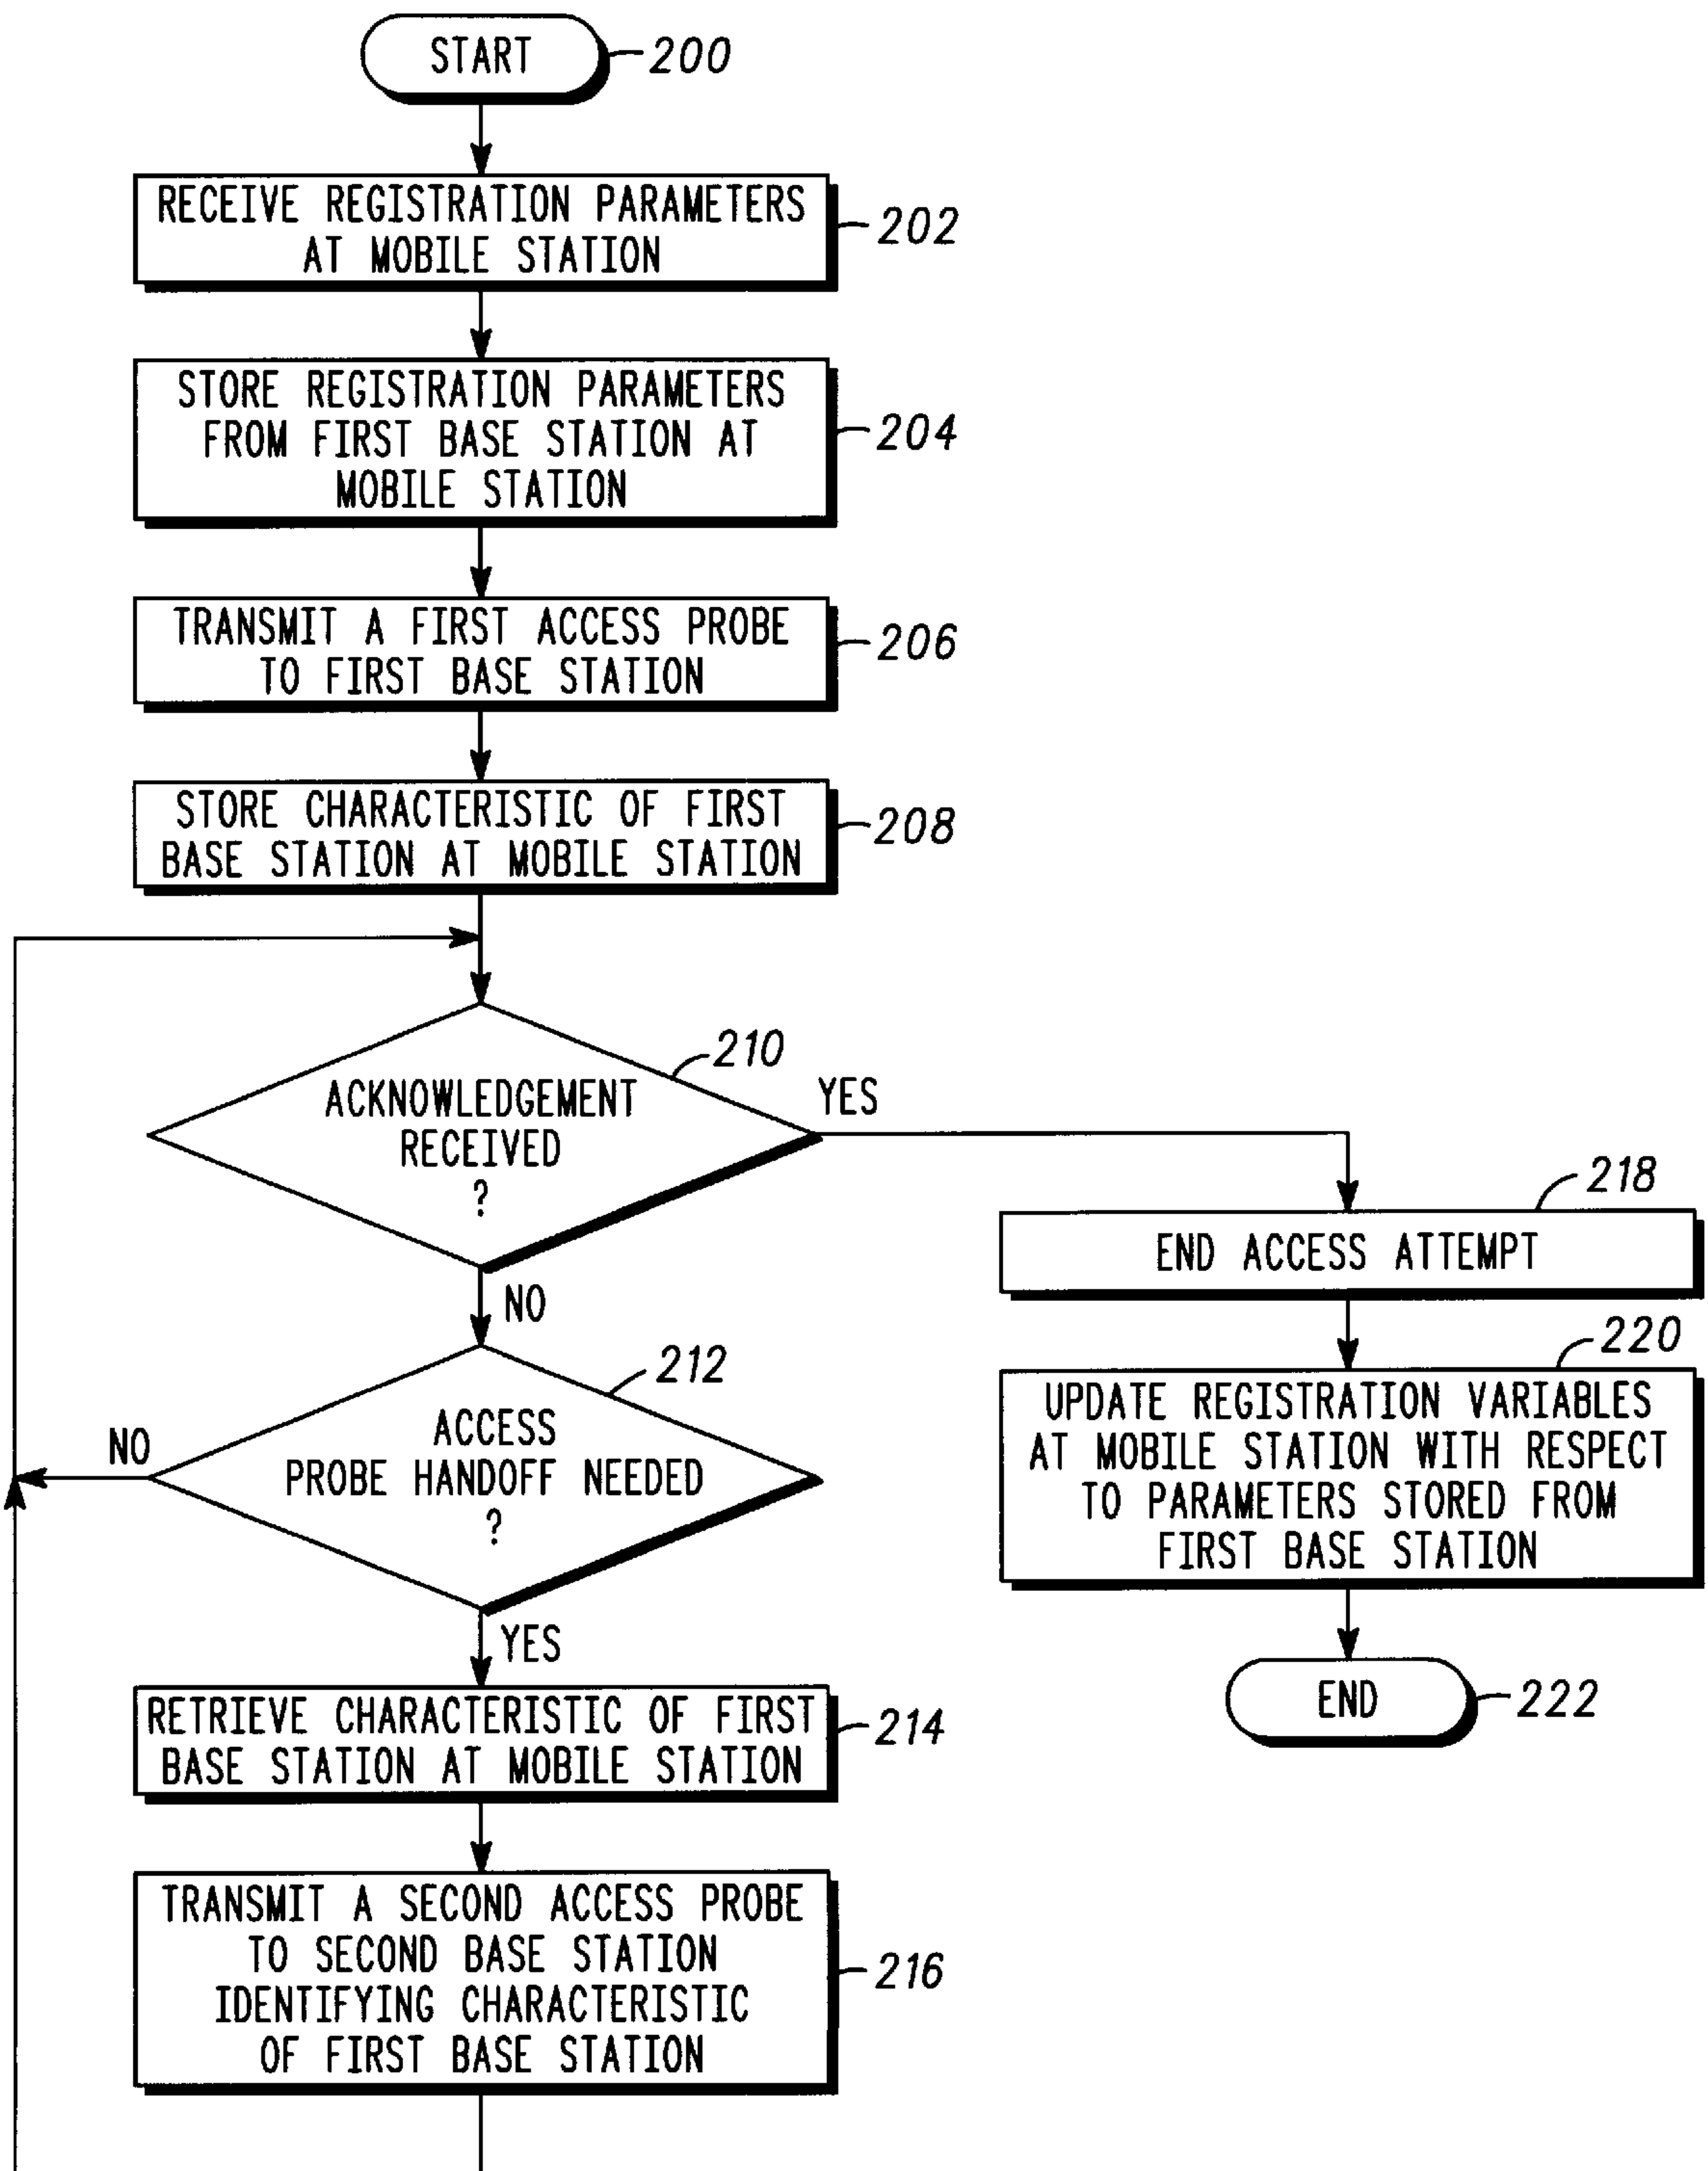 START
200
RECEIVE REGISTRATION PARAMETERS
AT MOBILE STATION
202
STORE REGISTRATION PARAMETERS
FROM FIRST BASE STATION AT
MOBILE STATION
204
TRANSMIT A FIRST ACCESS PROBE
TO FIRST BASE STATION
206
STORE CHARACTERISTIC OF FIRST
BASE STATION AT MOBILE STATION
208
210
ACKNOWLEDGEMENT
RECEIVED
?
YES
NO
212
ACCESS
PROBE HANDOFF NEEDED
?
NO
YES
RETRIEVE CHARACTERISTIC OF FIRST
BASE STATION AT MOBILE STATION
214
TRANSMIT A SECOND ACCESS PROBE
TO SECOND BASE STATION
IDENTIFYING CHARACTERISTIC
OF FIRST BASE STATION
216
218
END ACCESS ATTEMPT
220
UPDATE REGISTRATION VARIABLES
AT MOBILE STATION WITH RESPECT
TO PARAMETERS STORED FROM
FIRST BASE STATION
END
222